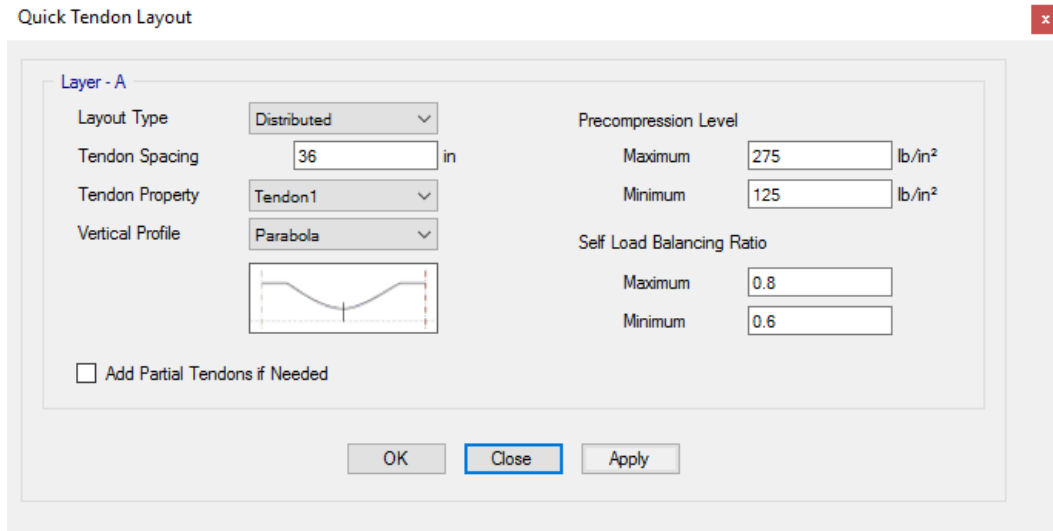 Quick Tendon Layout
x
Layer - A
Layout Type Distributed
Tendon Spacing 36 in
Tendon Property Tendon1
Vertical Profile Parabola
Add Partial Tendons if Needed
Precompression Level
Maximum 275 lb/in²
Minimum 125 lb/in²
Self Load Balancing Ratio
Maximum 0.8
Minimum 0.6
OK Close Apply